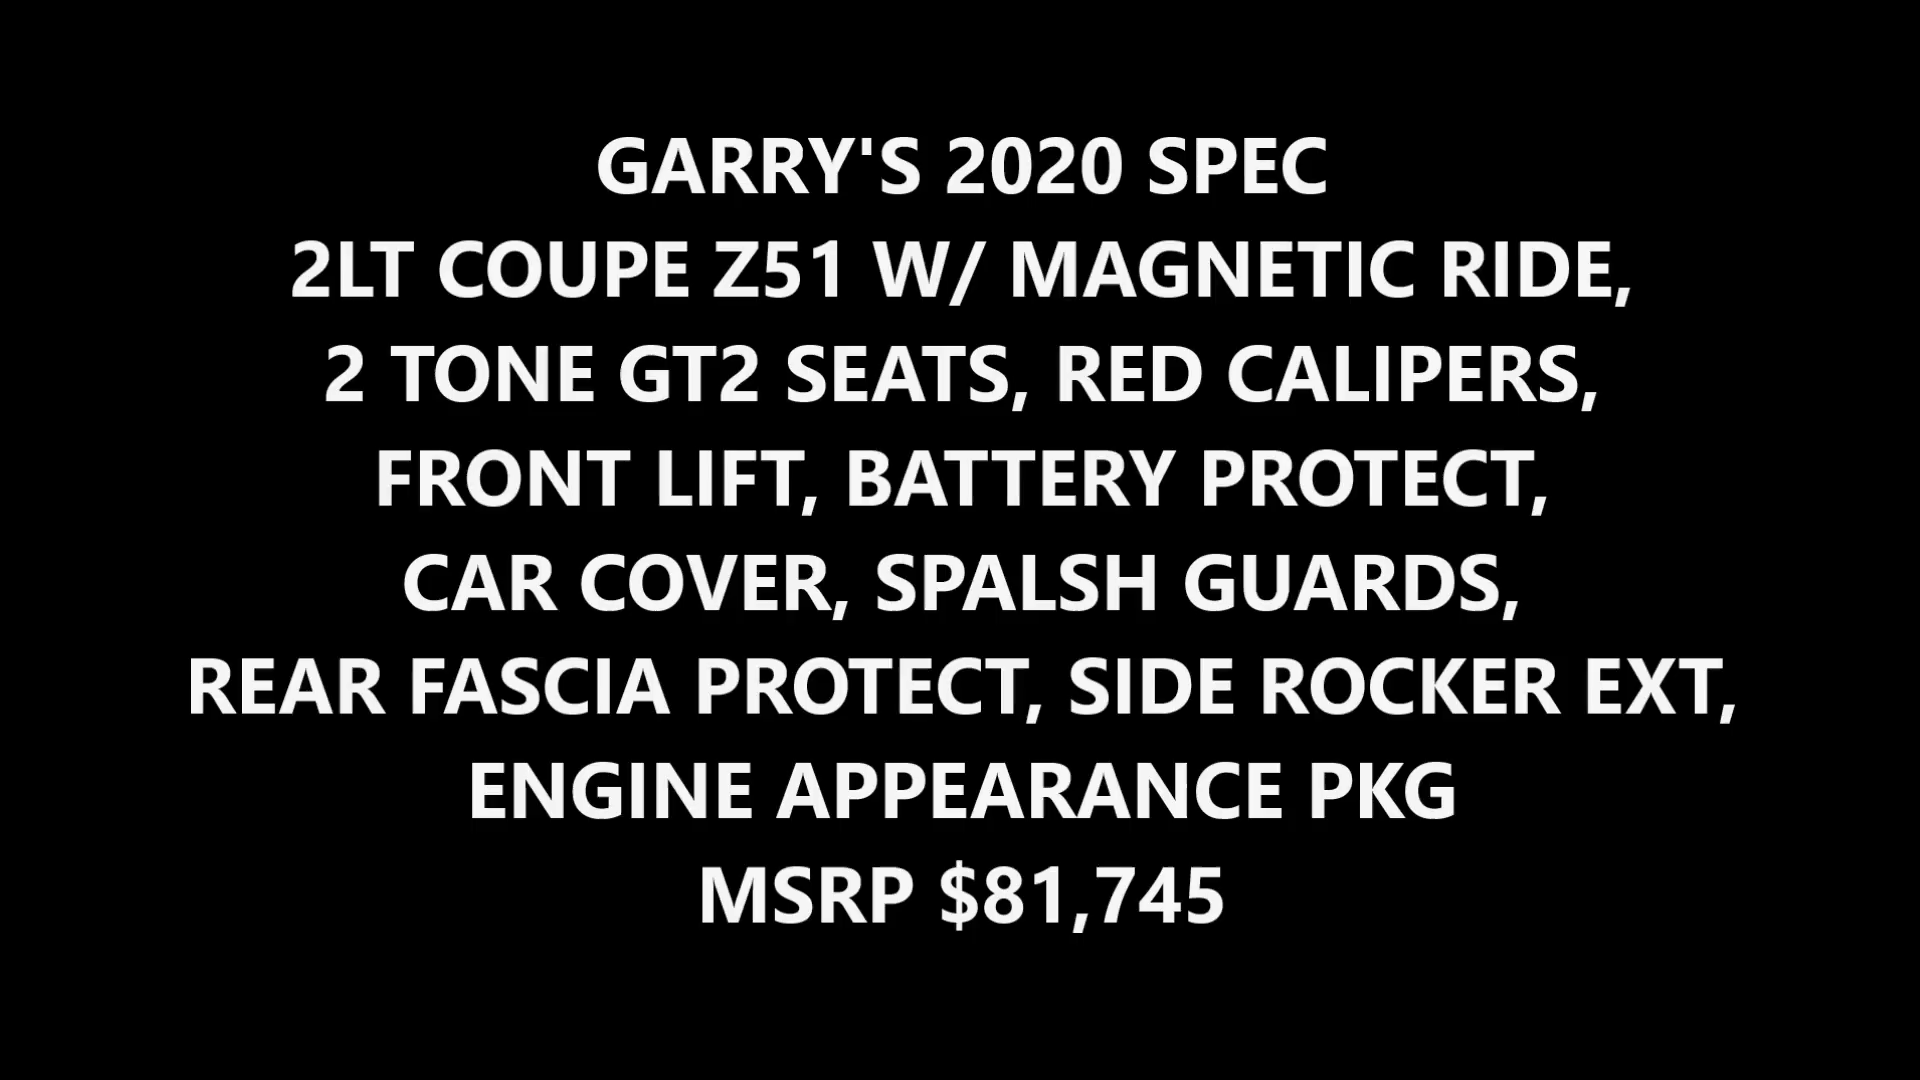 GARRY'S 2020 SPEC
2LT COUPE Z51 W/ MAGNETIC RIDE,
2 TONE GT2 SEATS, RED CALIPERS,
FRONT LIFT, BATTERY PROTECT,
CAR COVER, SPALSH GUARDS,
REAR FASCIA PROTECT, SIDE ROCKER EXT,
ENGINE APPEARANCE PKG
MSRP $81,745